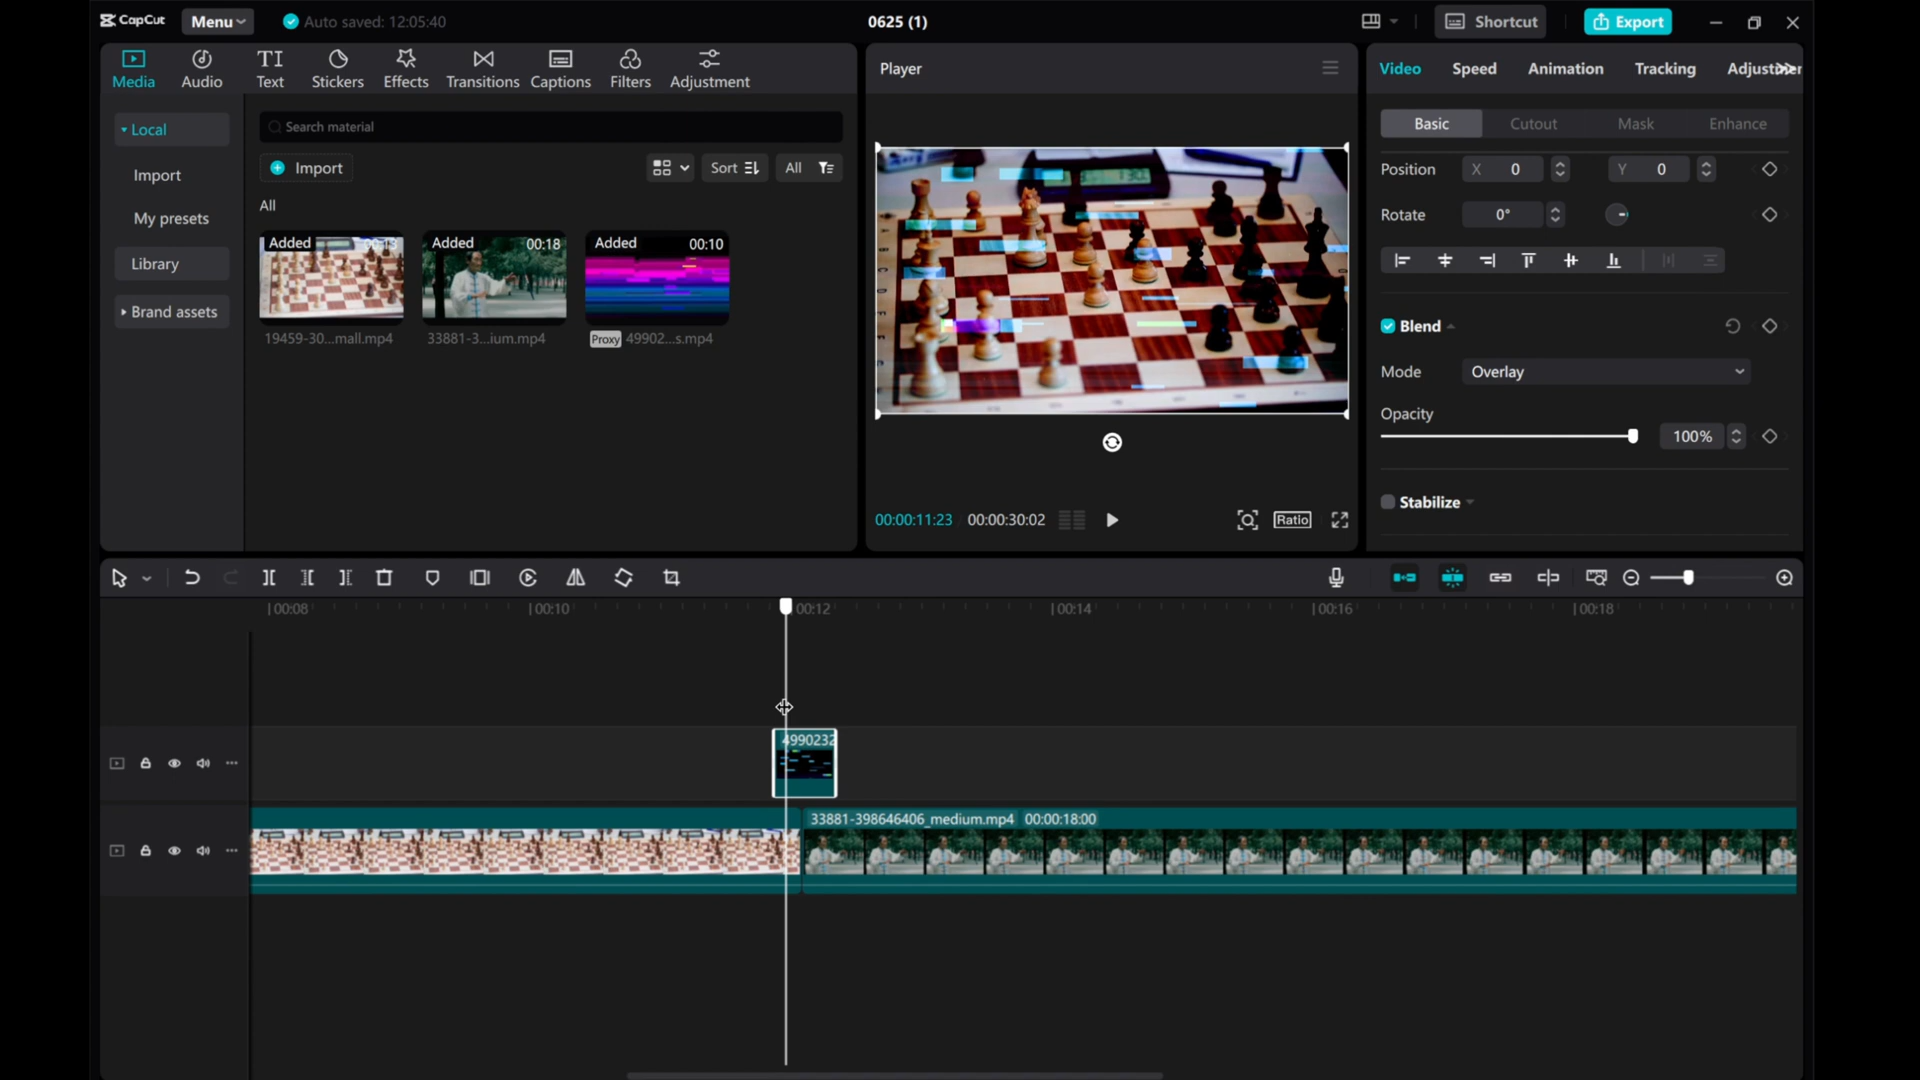 CapCut
Menu
Auto saved: 12:05:40
0625 (1)
Shortcut
Export
Media
Audio
Text
Stickers
Effects
Transitions
Captions
Filters
Adjustment
Player
Video
Speed
Animation
Tracking
Local
Import
My presets
Library
Brand assets
Search material
Import
Sort
All
All
Added
Added 00:18
Added 00:10
19459-30...mall.mp4
33881-3...ium.mp4
Proxy 49902...s.mp4
00:00:11:23 00:00:30:02
Ratio
Basic
Cutout
Mask
Enhance
Position X 0 Y 0
Rotate 0°
Blend
Mode Overlay
Opacity
100%
Stabilize
00:08 00:10 00:12 00:14 00:16 00:18
4990232
33881-398646406_medium.mp4 00:00:18:00